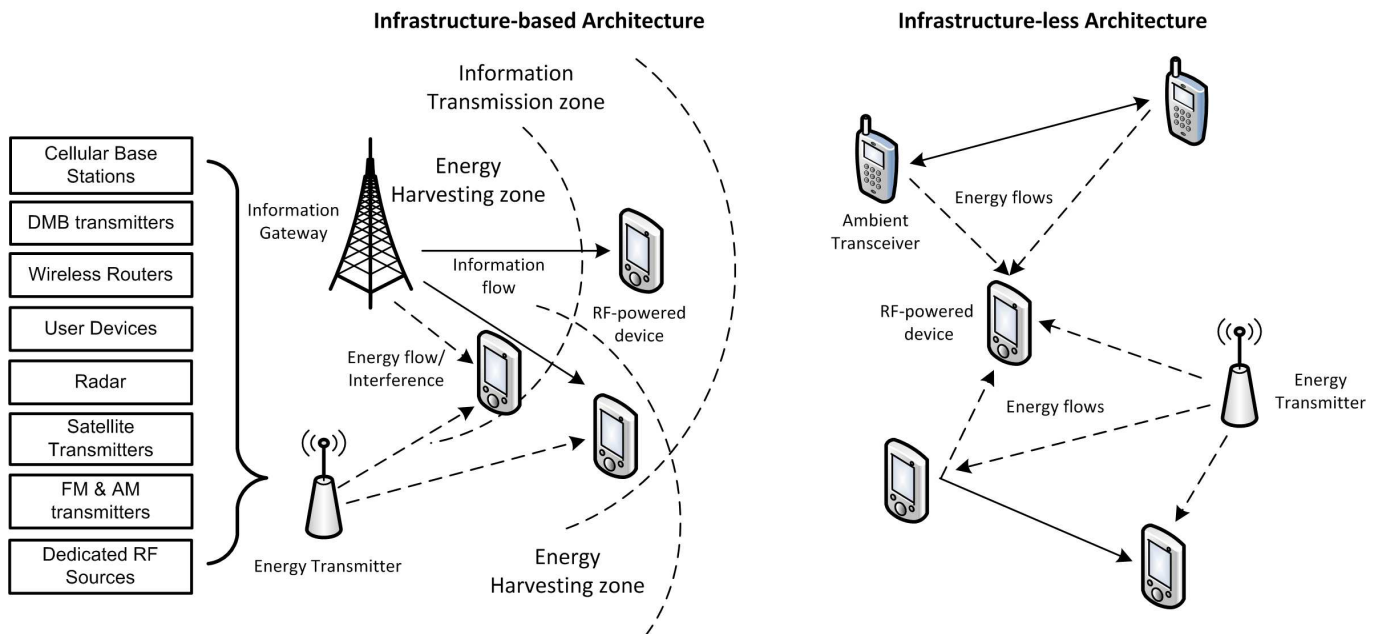 Infrastructure-based Architecture
Infrastructure-less Architecture
Cellular Base
Stations
DMB transmitters
Wireless Routers
User Devices
Radar
Satellite
Transmitters
FM & AM
transmitters
Dedicated RF
Sources
Information
Transmission zone
Energy
Harvesting zone
Information
Gateway
Information
flow
RF-powered
device
Energy flow/
Interference
Energy Transmitter
Energy
Harvesting zone
Ambient
Transceiver
Energy flows
RF-powered
device
Energy flows
Energy
Transmitter